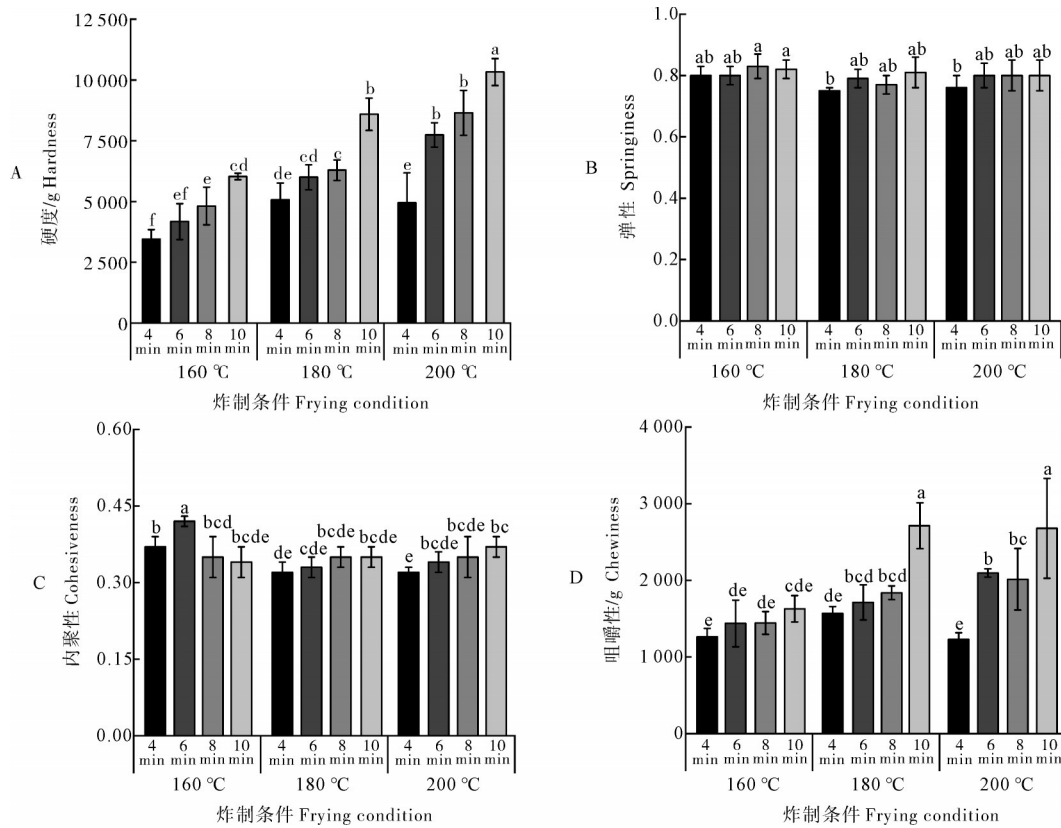 A
硬度/g Hardness
12 500
10 000
7 500
5 000
2 500
0
f ef e cd de cd c b e b b a
4 6 8 10 4 6 8 10 4 6 8 10
min min min min min min min min min min min min
160 ℃ 180 ℃ 200 ℃
炸制条件 Frying condition
B
弹性 Springiness
1.0
0.8
0.6
0.4
0.2
0.0
ab ab a a b ab ab ab b ab ab ab
4 6 8 10 4 6 8 10 4 6 8 10
min min min min min min min min min min min min
160 ℃ 180 ℃ 200 ℃
炸制条件 Frying condition
C
内聚性 Cohesiveness
0.60
0.45
0.30
0.15
0.00
b a bcd bcde de cde bcde bcde e bcde bcde bc
4 6 8 10 4 6 8 10 4 6 8 10
min min min min min min min min min min min min
160 ℃ 180 ℃ 200 ℃
炸制条件 Frying condition
D
咀嚼性/g Chewiness
4 000
3 000
2 000
1 000
0
e de de cde de bcd bcd a e b bc a
4 6 8 10 4 6 8 10 4 6 8 10
min min min min min min min min min min min min
160 ℃ 180 ℃ 200 ℃
炸制条件 Frying condition